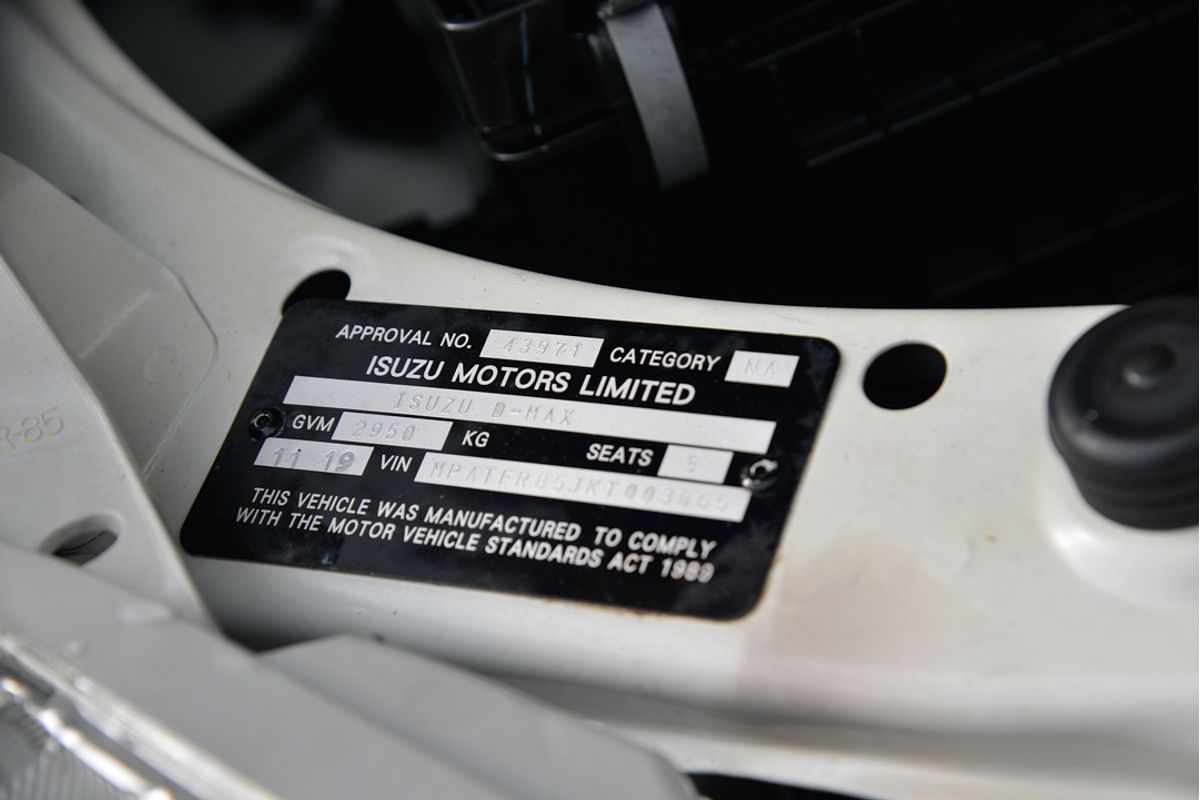 APPROVAL NO. 43971 CATEGORY NA
ISUZU MOTORS LIMITED
ISUZU D-MAX
GVM 2950 KG SEATS 5
11 19 VIN
THIS VEHICLE WAS MANUFACTURED TO COMPLY
WITH THE MOTOR VEHICLE STANDARDS ACT 1989
R-85